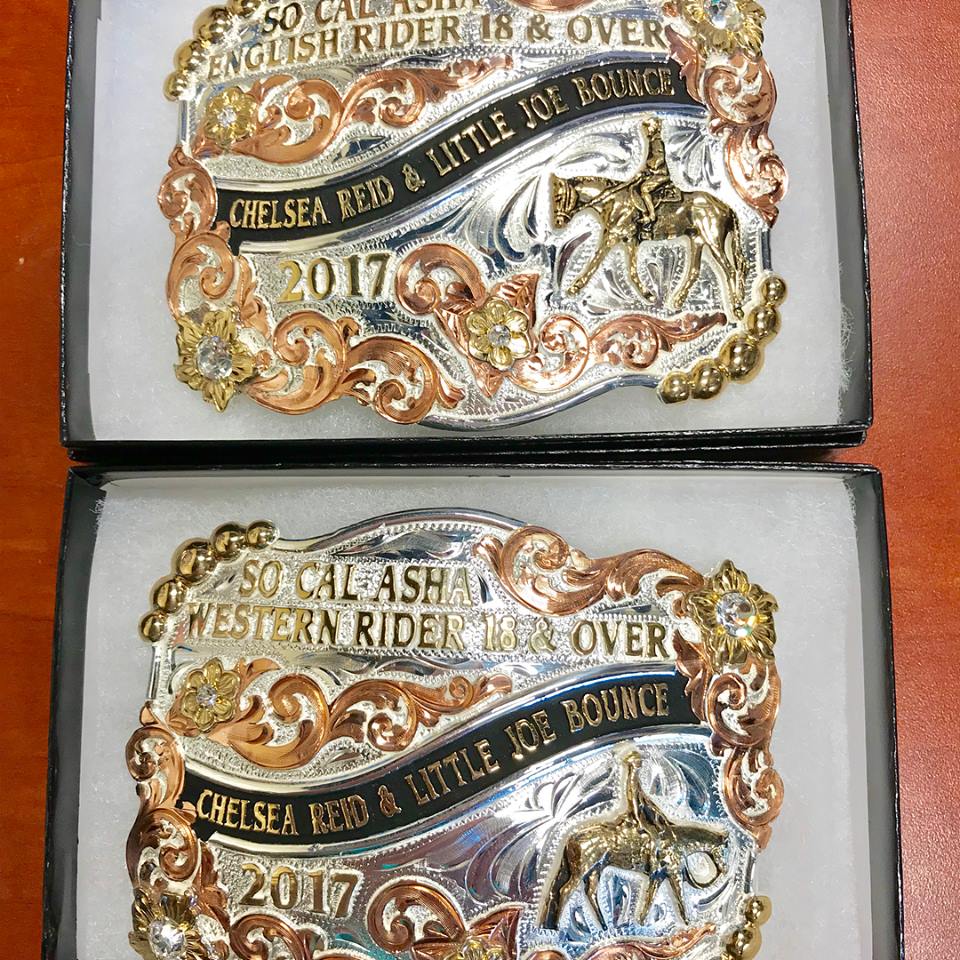 SO CAL ASHA
ENGLISH RIDER 18 & OVER
CHELSEA REID & LITTLE JOE BOUNCE
2017
SO CAL ASHA
WESTERN RIDER 18 & OVER
CHELSEA REID & LITTLE JOE BOUNCE
2017